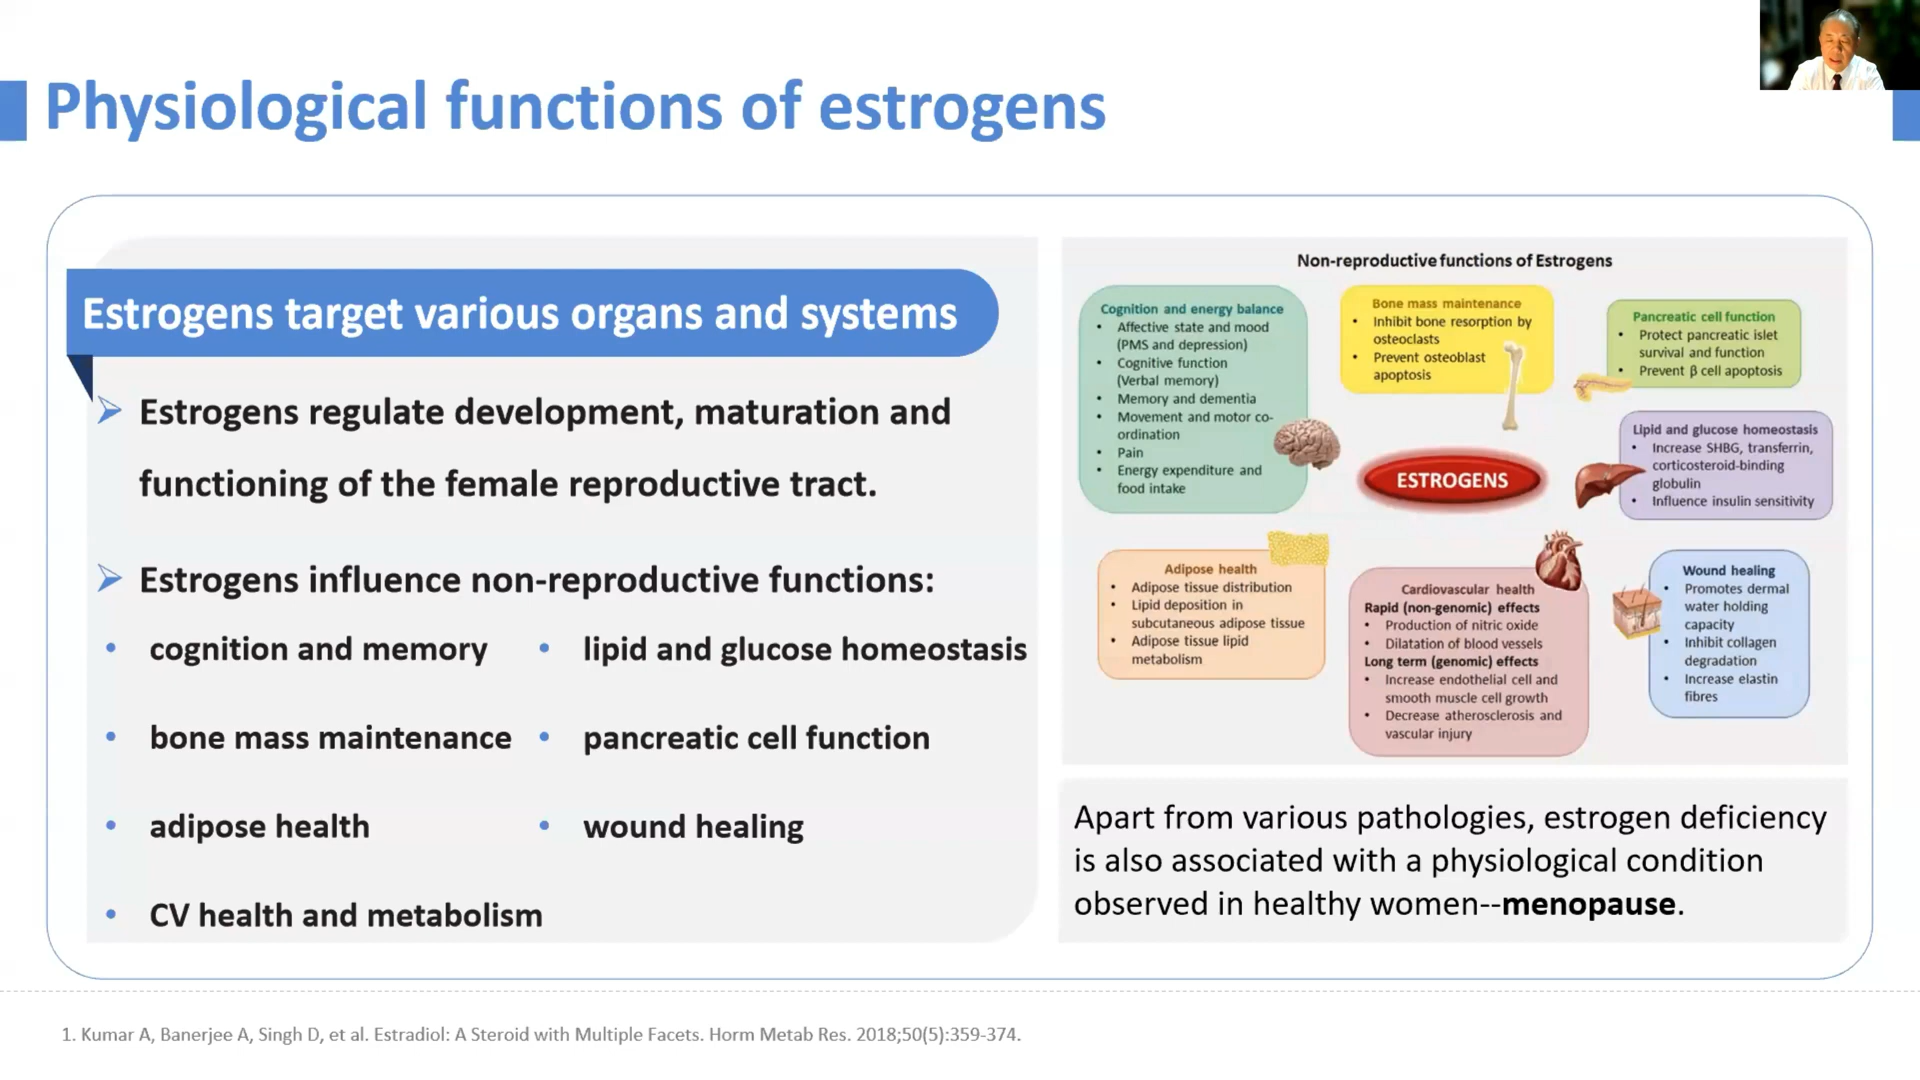 Physiological functions of estrogens
Estrogens target various organs and systems
Estrogens regulate development, maturation and
functioning of the female reproductive tract.
Estrogens influence non-reproductive functions:
• cognition and memory
• bone mass maintenance
• adipose health
• CV health and metabolism
• lipid and glucose homeostasis
• pancreatic cell function
• wound healing
Non-reproductive functions of Estrogens
Cognition and energy balance
• Affective state and mood
(PMS and depression)
• Cognitive function
(Verbal memory)
• Memory and dementia
• Movement and motor co-
ordination
• Pain
• Energy expenditure and
food intake
Bone mass maintenance
• Inhibit bone resorption by
osteoclasts
• Prevent osteoblast
apoptosis
Pancreatic cell function
• Protect pancreatic islet
survival and function
• Prevent β cell apoptosis
ESTROGENS
Lipid and glucose homeostasis
• Increase SHBG, transferrin,
corticosteroid-binding
globulin
• Influence insulin sensitivity
Adipose health
• Adipose tissue distribution
• Lipid deposition in
subcutaneous adipose tissue
• Adipose tissue lipid
metabolism
Cardiovascular health
Rapid (non-genomic) effects
• Production of nitric oxide
• Dilatation of blood vessels
Long term (genomic) effects
• Increase endothelial cell and
smooth muscle cell growth
• Decrease atherosclerosis and
vascular injury
Wound healing
• Promotes dermal
water holding
capacity
• Inhibit collagen
degradation
• Increase elastin
fibres
Apart from various pathologies, estrogen deficiency
is also associated with a physiological condition
observed in healthy women--menopause.
1. Kumar A, Banerjee A, Singh D, et al. Estradiol: A Steroid with Multiple Facets. Horm Metab Res. 2018;50(5):359-374.